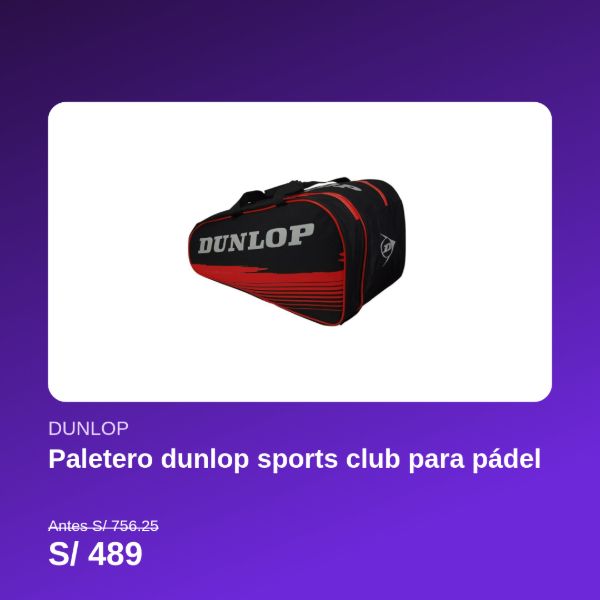 DUNLOP
DUNLOP
Paletero dunlop sports club para pádel
Antes S/ 756.25
S/ 489